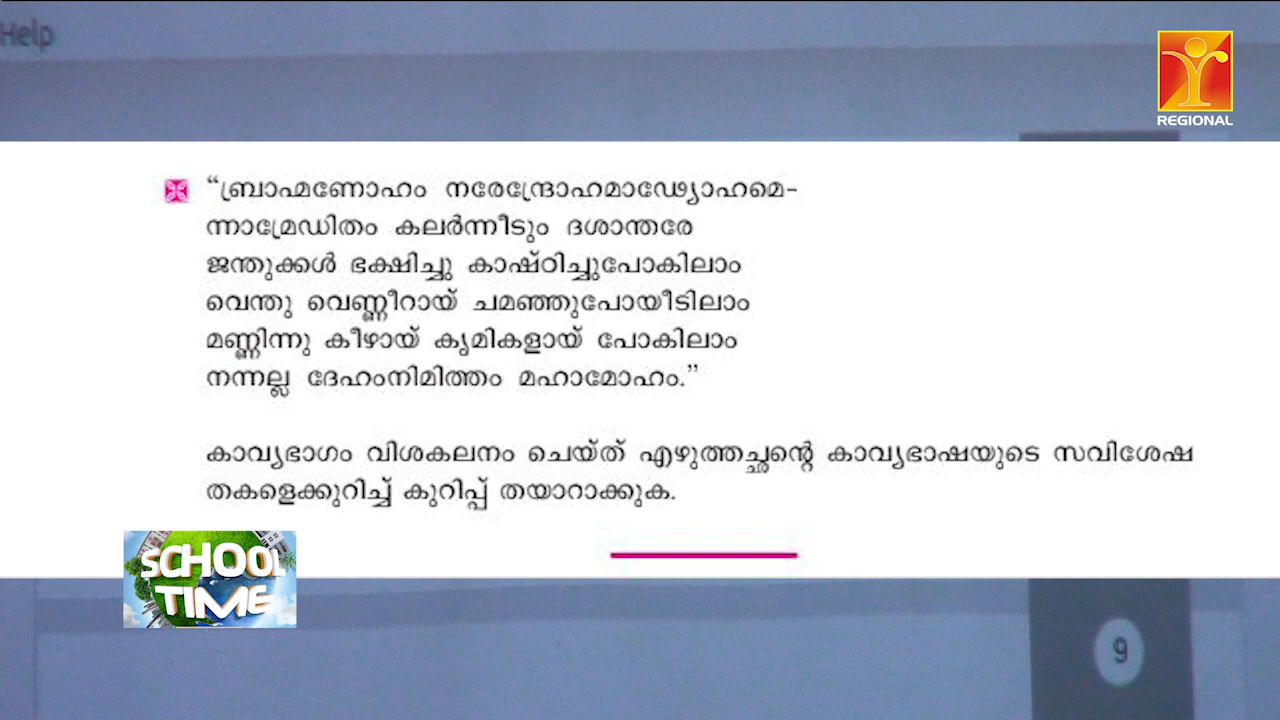 Help
REGIONAL
“ബ്രാഹ്മണോഹം നരേന്ദ്രോഹമാഢ്യോഹമെ-
ന്നാമ്രേഡിതം കലർന്നീടും ദശാന്തരേ
ജന്തുക്കൾ ഭക്ഷിച്ചു കാഷ്ഠിച്ചുപോകിലാം
വെന്തു വെണ്ണീറായ് ചമഞ്ഞുപോയീടിലാം
മണ്ണിന്നു കീഴായ് കൃമികളായ് പോകിലാം
നന്നല്ല ദേഹംനിമിത്തം മഹാമോഹം.”
കാവ്യഭാഗം വിശകലനം ചെയ്ത് എഴുത്തച്ഛന്റെ കാവ്യഭാഷയുടെ സവിശേഷ
തകളെക്കുറിച്ച് കുറിപ്പ് തയാറാക്കുക.
SCHOOL
TIME
9